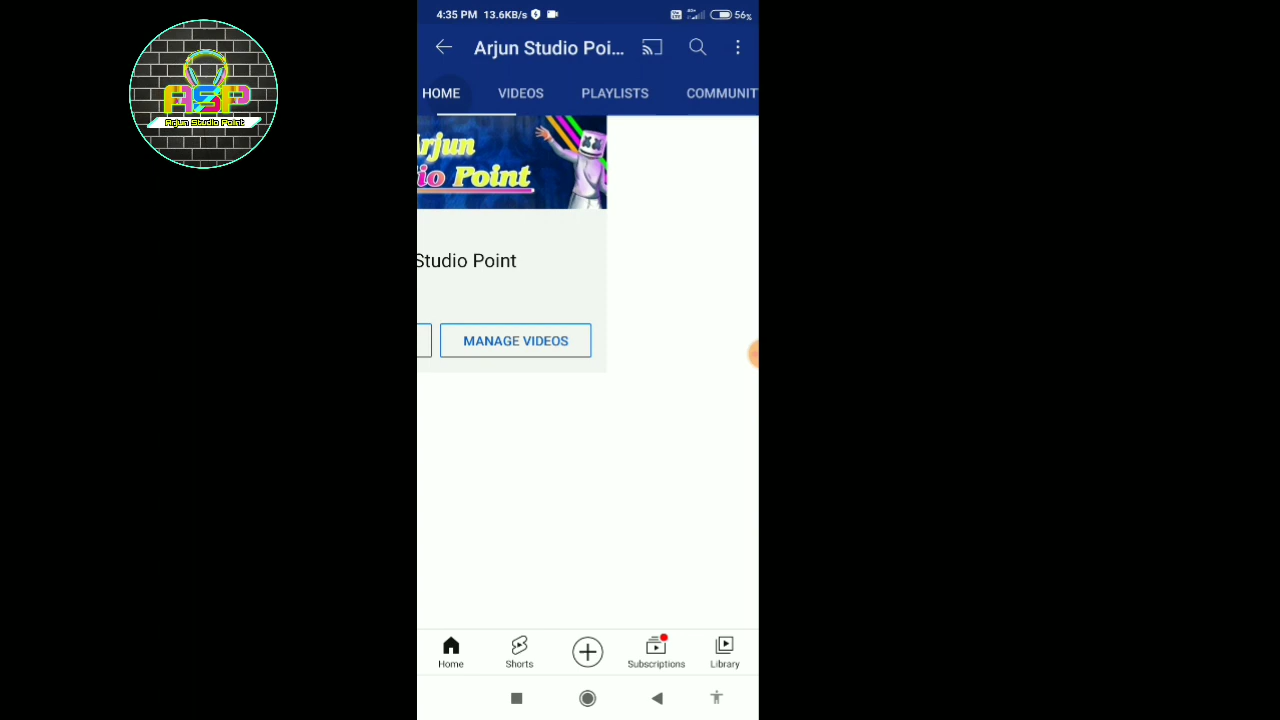 ASP
Arjun Studio Point
4:35 PM 13.6KB/s 56%
Arjun Studio Poi...
HOME VIDEOS PLAYLISTS COMMUNIT
Arjun
io Point
Studio Point
MANAGE VIDEOS
Home Shorts Subscriptions Library